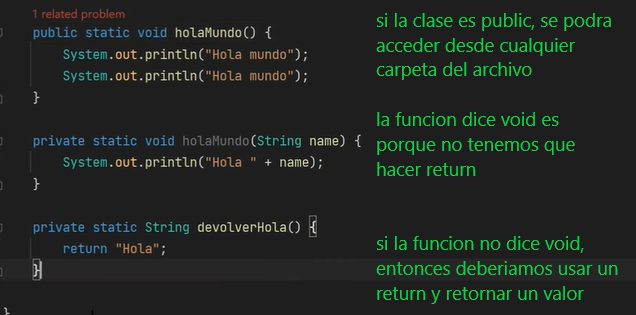 1 related problem
public static void holaMundo() {
System.out.println("Hola mundo");
System.out.println("Hola mundo");
}
private static void holaMundo(String name) {
System.out.println("Hola " + name);
}
private static String devolverHola() {
return "Hola";
}
}
si la clase es public, se podra
acceder desde cualquier
carpeta del archivo
la funcion dice void es
porque no tenemos que
hacer return
si la funcion no dice void,
entonces deberiamos usar un
return y retornar un valor